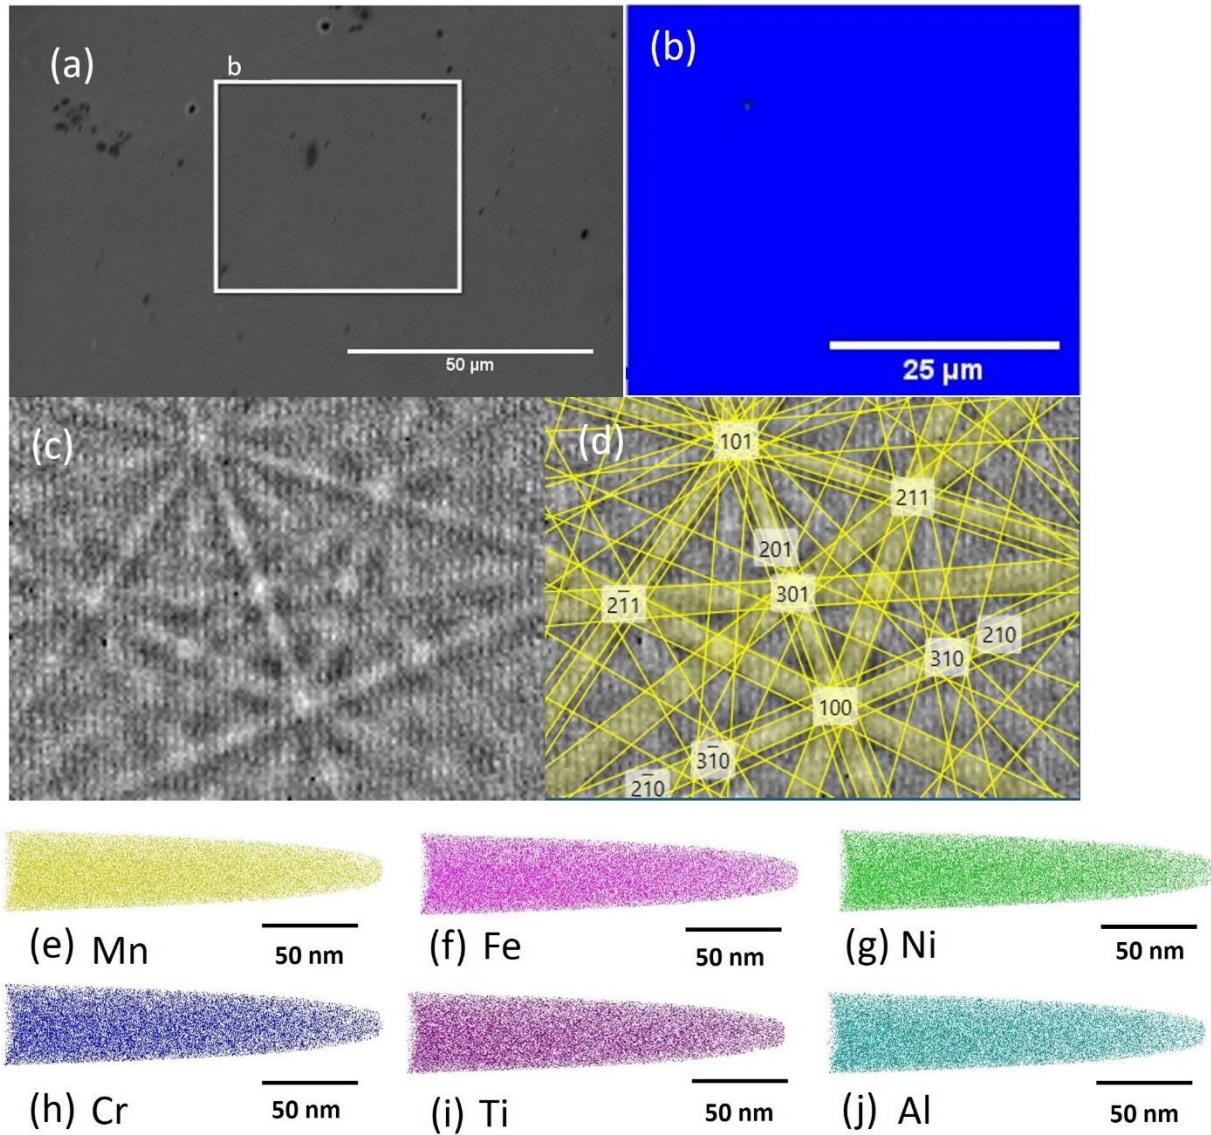 (a)
b
50 µm
(b)
25 µm
(c)
(d)
101
211
201
2̅11
301
210
310
100
3̅10
2̅10
(e) Mn
50 nm
(f) Fe
50 nm
(g) Ni
50 nm
(h) Cr
50 nm
(i) Ti
50 nm
(j) Al
50 nm